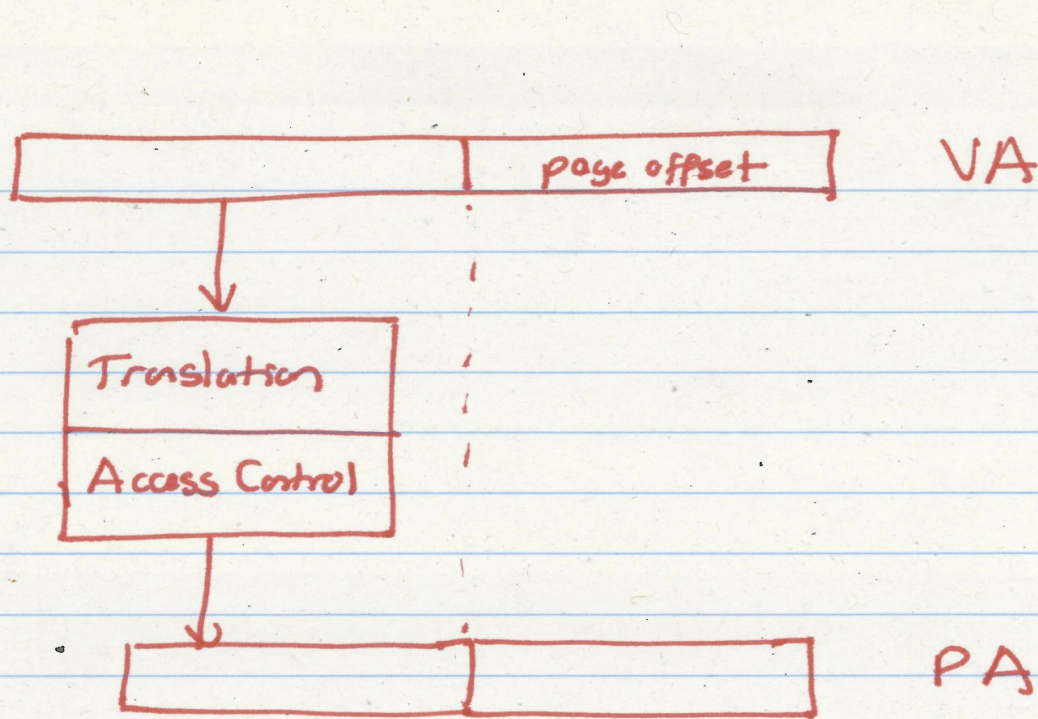 page offset
VA
Translation
Access Control
PA